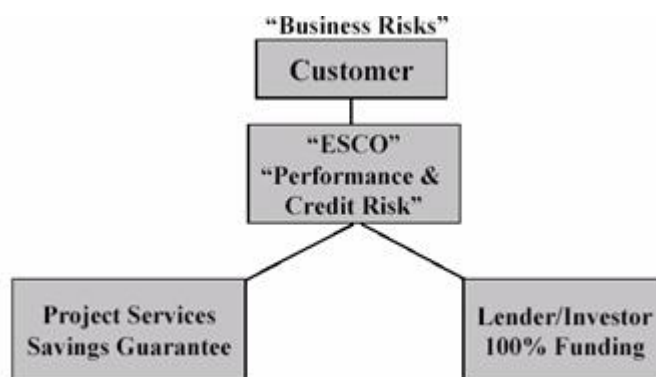 “Business Risks”
Customer
“ESCO”
“Performance &
Credit Risk”
Project Services
Savings Guarantee
Lender/Investor
100% Funding